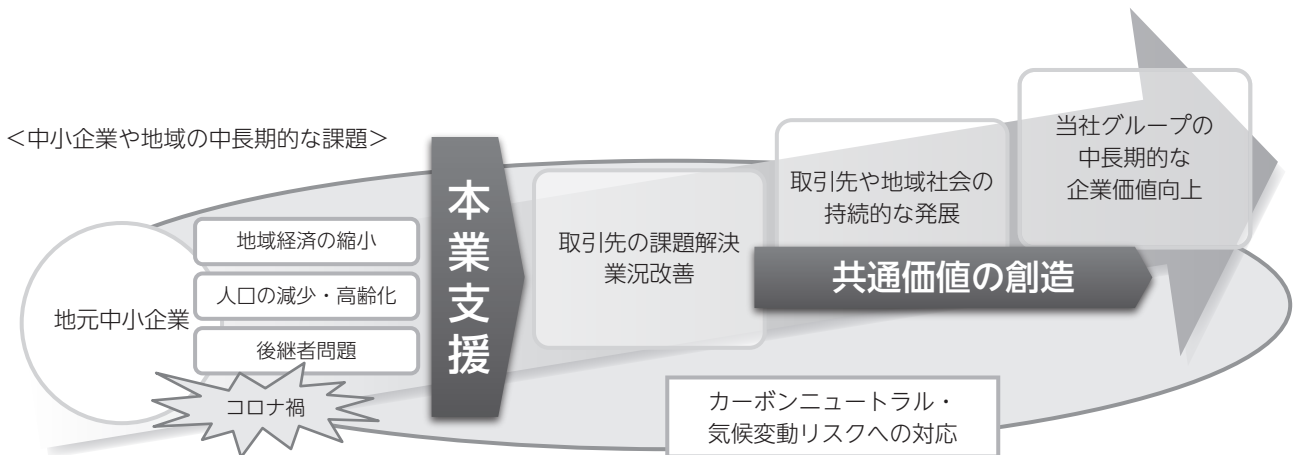 <中小企業や地域の中長期的な課題>
地元中小企業
地域経済の縮小
人口の減少・高齢化
後継者問題
コロナ禍
本業支援
取引先の課題解決
業況改善
取引先や地域社会の
持続的な発展
当社グループの
中長期的な
企業価値向上
共通価値の創造
カーボンニュートラル・
気候変動リスクへの対応